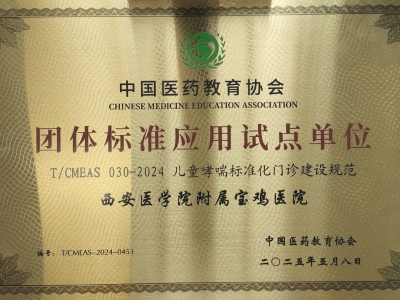 中国医药教育协会
CHINESE MEDICINE EDUCATION ASSOCIATION
团体标准应用试点单位
T/CMEAS 030-2024 儿童哮喘标准化门诊建设规范
西安医学院附属宝鸡医院
中国医药教育协会
编号: T/CMEAS-2024-0453
二〇二五年五月八日